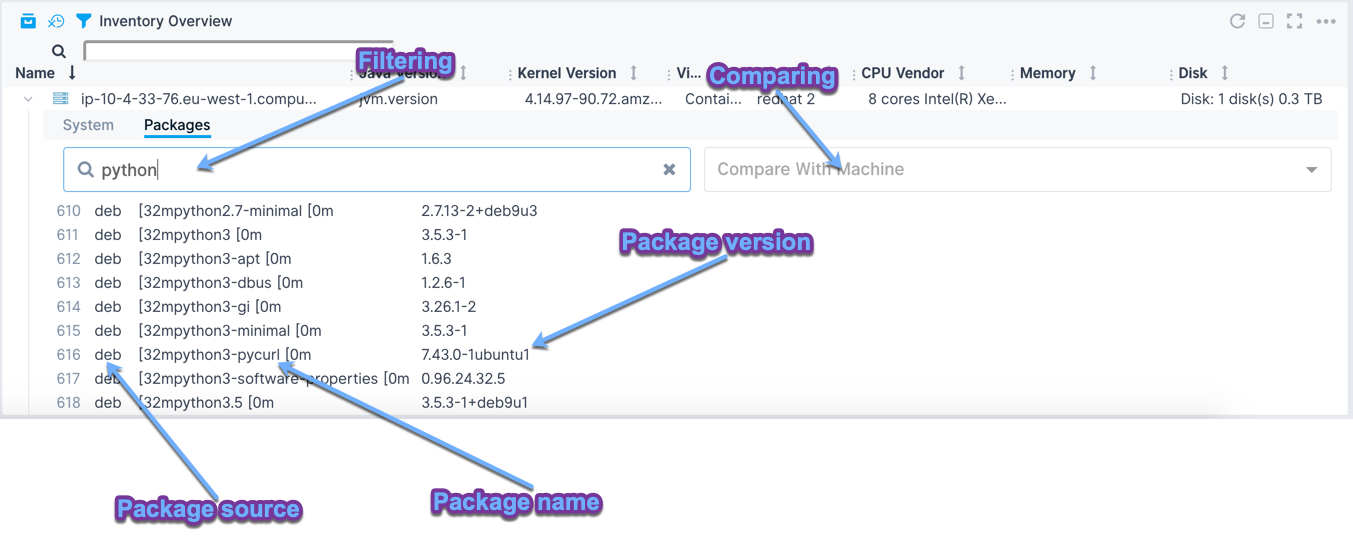 Inventory Overview
Filtering
Name Java Version Kernel Version Vi... Comparing CPU Vendor Memory Disk
ip-10-4-33-76.eu-west-1.compu... jvm.version 4.14.97-90.72.amz... Contai... redhat 2 8 cores Intel(R) Xe... Disk: 1 disk(s) 0.3 TB
System Packages
python Compare With Machine
610 deb [32mpython2.7-minimal [0m 2.7.13-2+deb9u3
611 deb [32mpython3 [0m 3.5.3-1
Package version
612 deb [32mpython3-apt [0m 1.6.3
613 deb [32mpython3-dbus [0m 1.2.6-1
614 deb [32mpython3-gi [0m 3.26.1-2
615 deb [32mpython3-minimal [0m 3.5.3-1
616 deb [32mpython3-pycurl [0m 7.43.0-1ubuntu1
617 deb [32mpython3-software-properties [0m 0.96.24.32.5
618 deb [32mpython3.5 [0m 3.5.3-1+deb9u1
Package source Package name